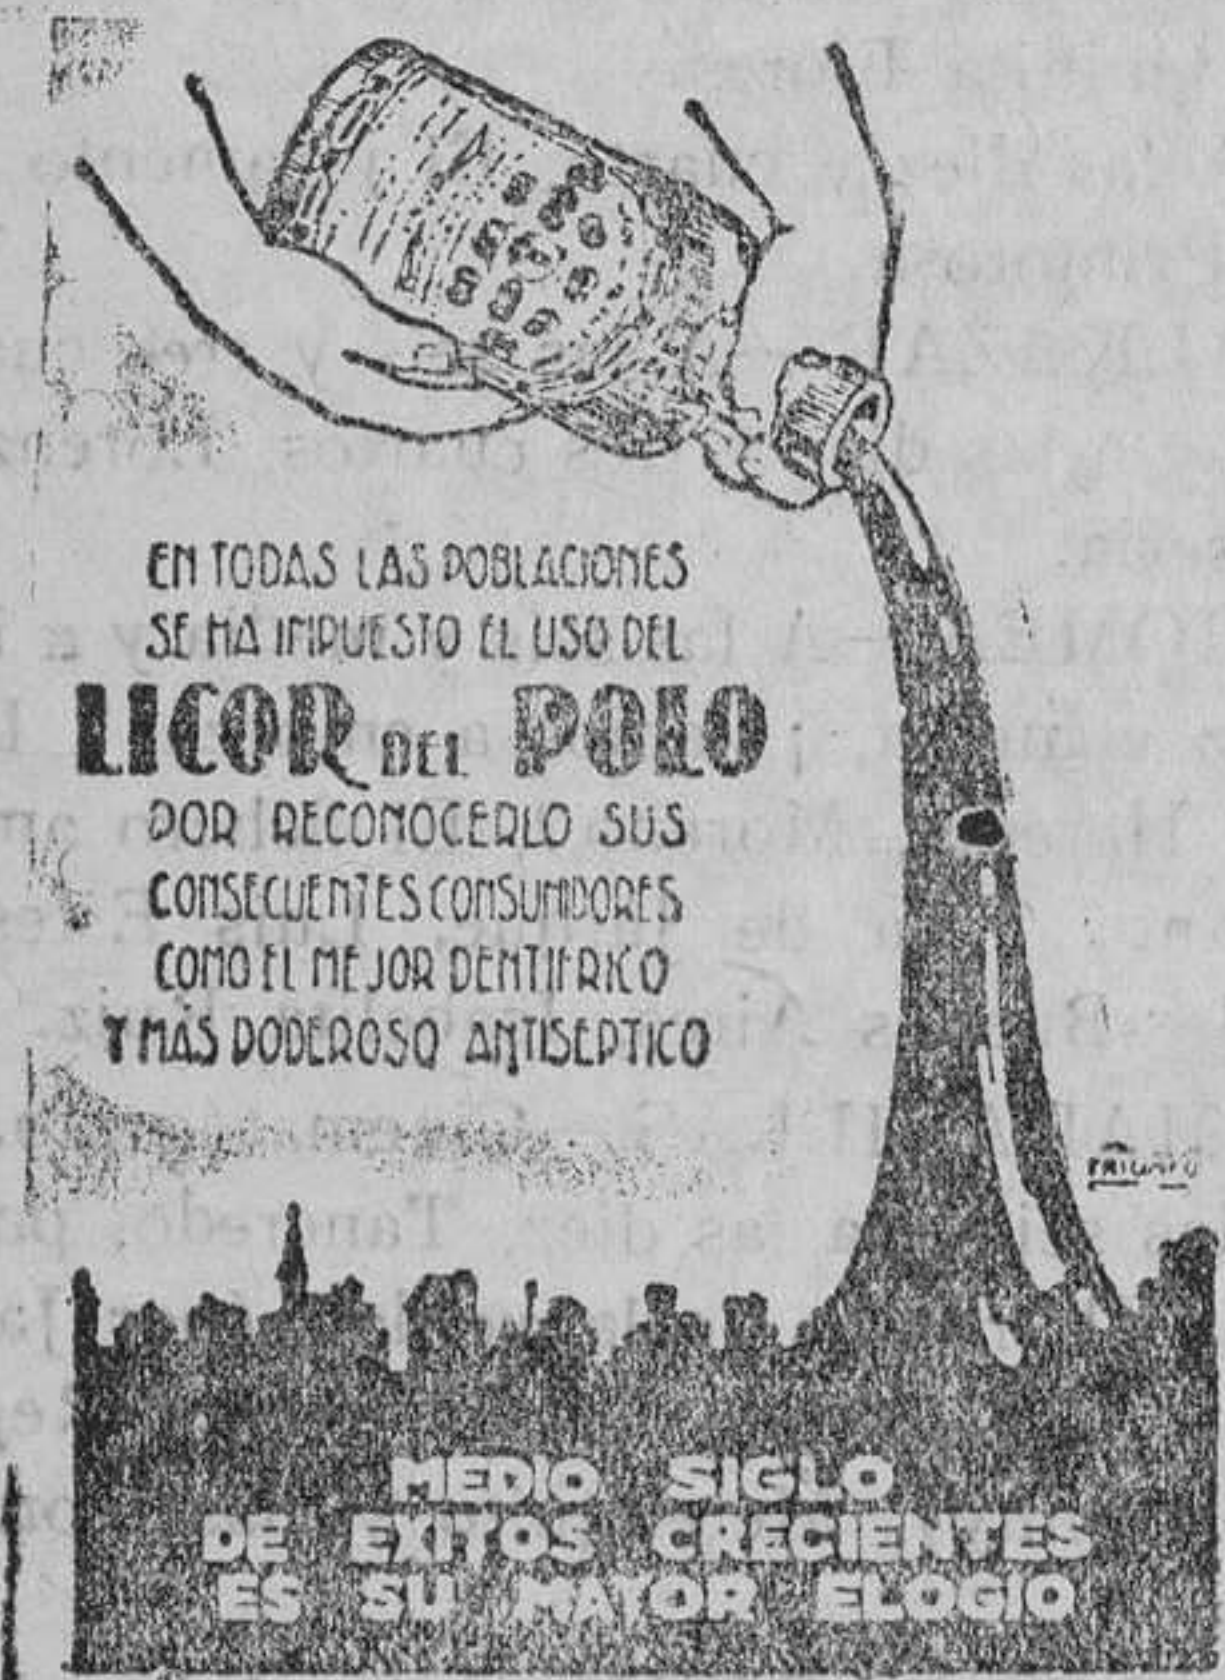 EN TODAS LAS POBLACIONES
SE HA IMPUESTO EL USO DEL
LICOR DEL POLO
POR RECONOCERLO SUS
CONSECUENTES CONSUMIDORES
COMO EL MEJOR DENTIFRICO
Y MÁS PODEROSO ANTISEPTICO
MEDIO SIGLO
DE EXITOS CRECIENTES
ES SU MAYOR ELOGIO